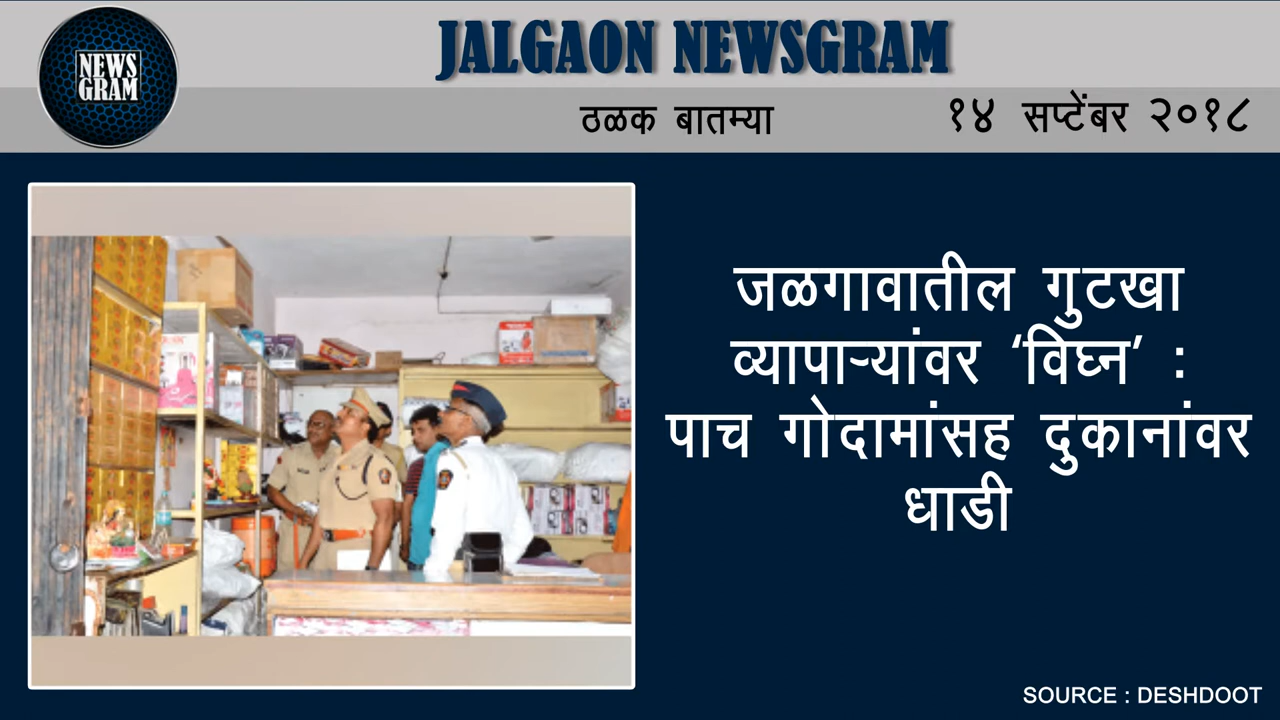 NEWS
GRAM
JALGAON NEWSGRAM
ठळक बातम्या
१४ सप्टेंबर २०१८
जळगावातील गुटखा
व्यापाऱ्यांवर ‘विघ्न’ :
पाच गोदामांसह दुकानांवर
धाडी
SOURCE : DESHDOOT